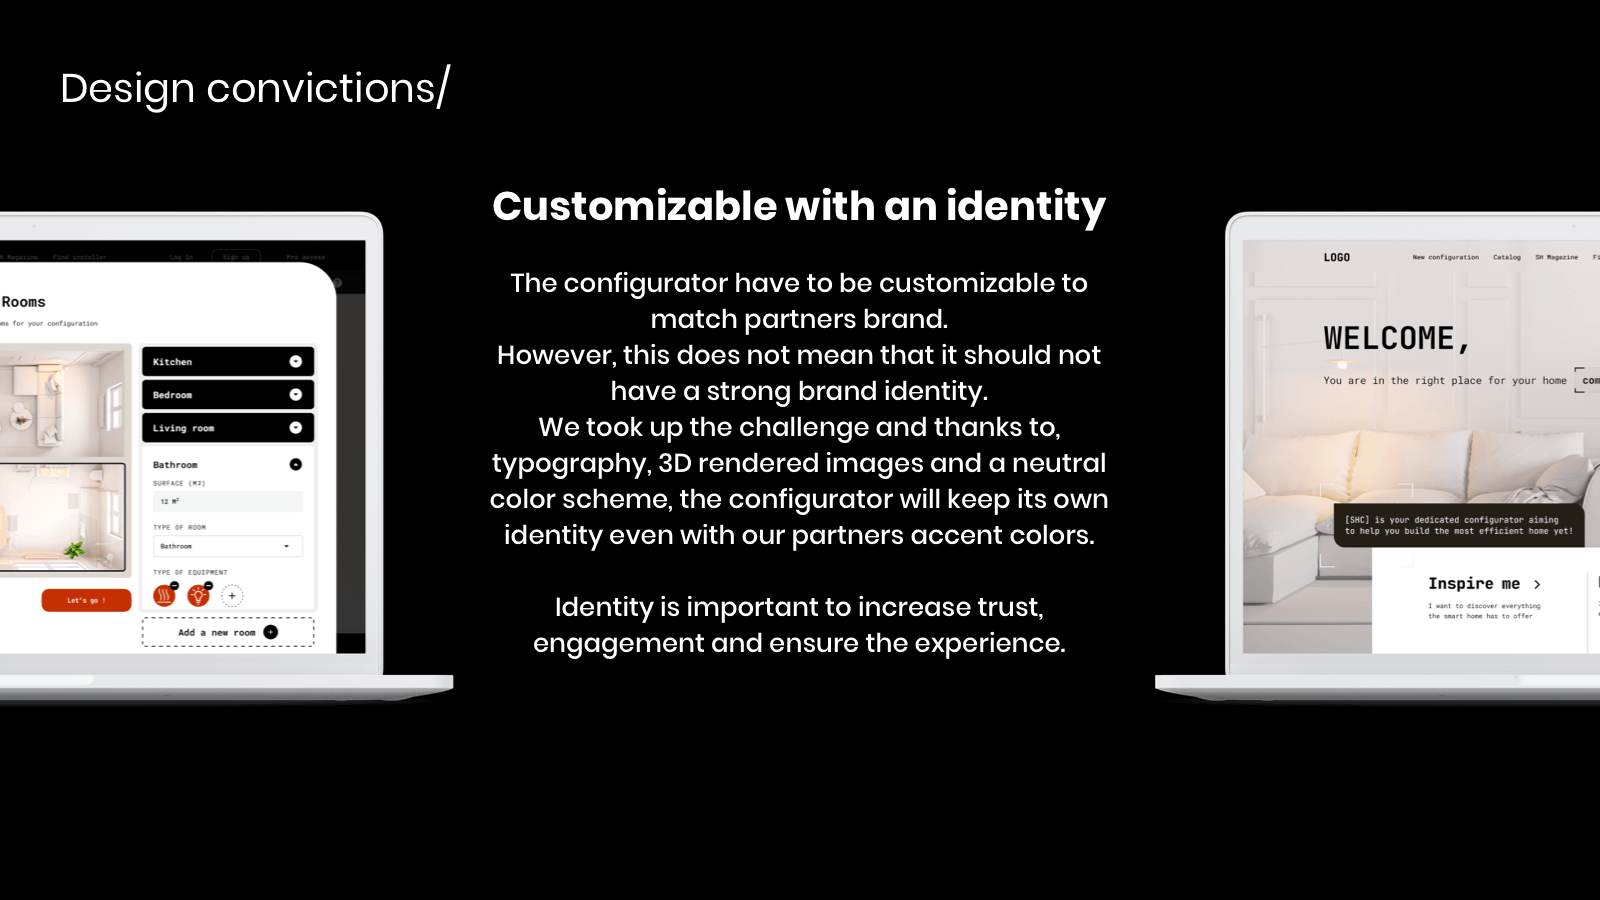 Design convictions/
Customizable with an identity
The configurator have to be customizable to
match partners brand.
However, this does not mean that it should not
have a strong brand identity.
We took up the challenge and thanks to,
typography, 3D rendered images and a neutral
color scheme, the configurator will keep its own
identity even with our partners accent colors.
Identity is important to increase trust,
engagement and ensure the experience.
Magazine Find installer Log in Sign up Pro access
Rooms
for your configuration
Kitchen
Bedroom
Living room
Bathroom
SURFACE (M2)
12 M²
TYPE OF ROOM
Bathroom
TYPE OF EQUIPMENT
+
Let's go !
Add a new room +
LOGO New configuration Catalog SH Magazine
WELCOME,
You are in the right place for your home
[SHC] is your dedicated configurator aiming
to help you build the most efficient home yet!
Inspire me >
I want to discover everything
the smart home has to offer